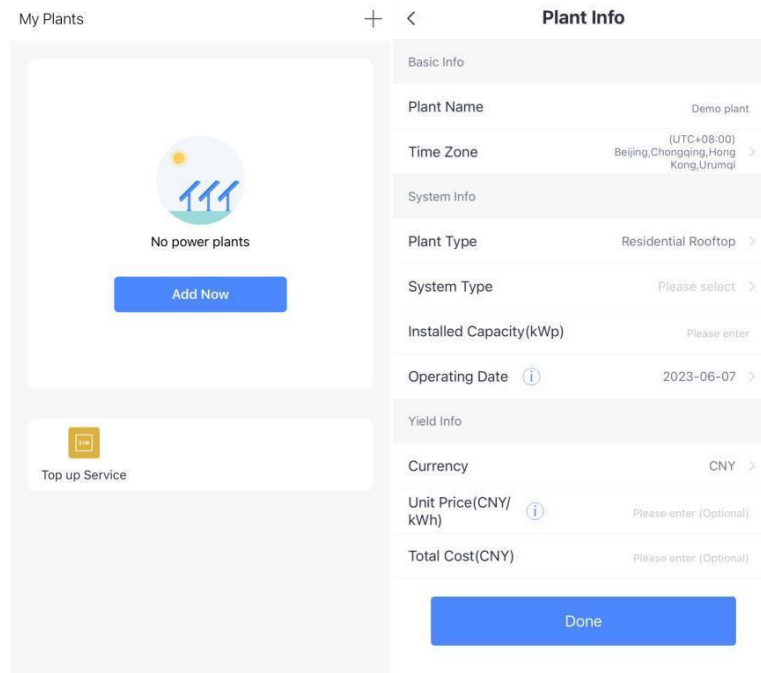 My Plants
No power plants
Add Now
Top up Service
Plant Info
Basic Info
Plant Name
Demo plant
Time Zone
(UTC+08:00)
Beijing,Chongqing,Hong
Kong,Urumqi
System Info
Plant Type
Residential Rooftop
System Type
Please select
Installed Capacity(kWp)
Please enter
Operating Date
2023-06-07
Yield Info
Currency
CNY
Unit Price(CNY/
kWh)
Please enter (Optional)
Total Cost(CNY)
Please enter (Optional)
Done